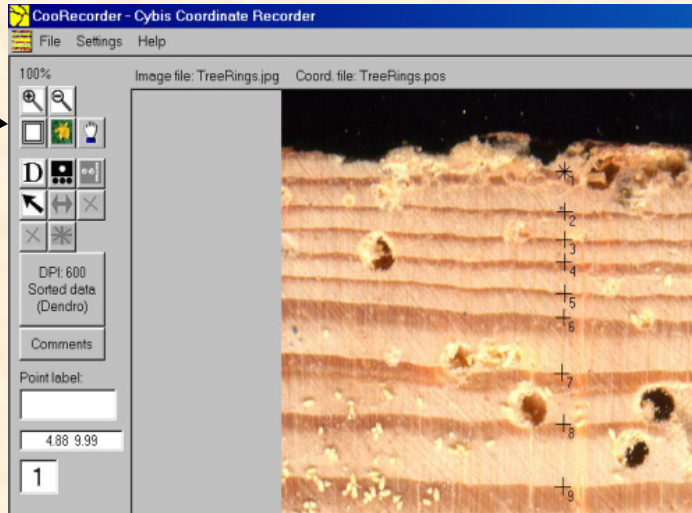 CooRecorder - Cybis Coordinate Recorder
File Settings Help
100%
Image file: TreeRings.jpg Coord. file: TreeRings.pos
D
DPI: 600
Sorted data
(Dendro)
Comments
Point label:
4.88 9.99
1
1
2
3
4
5
6
7
8
9